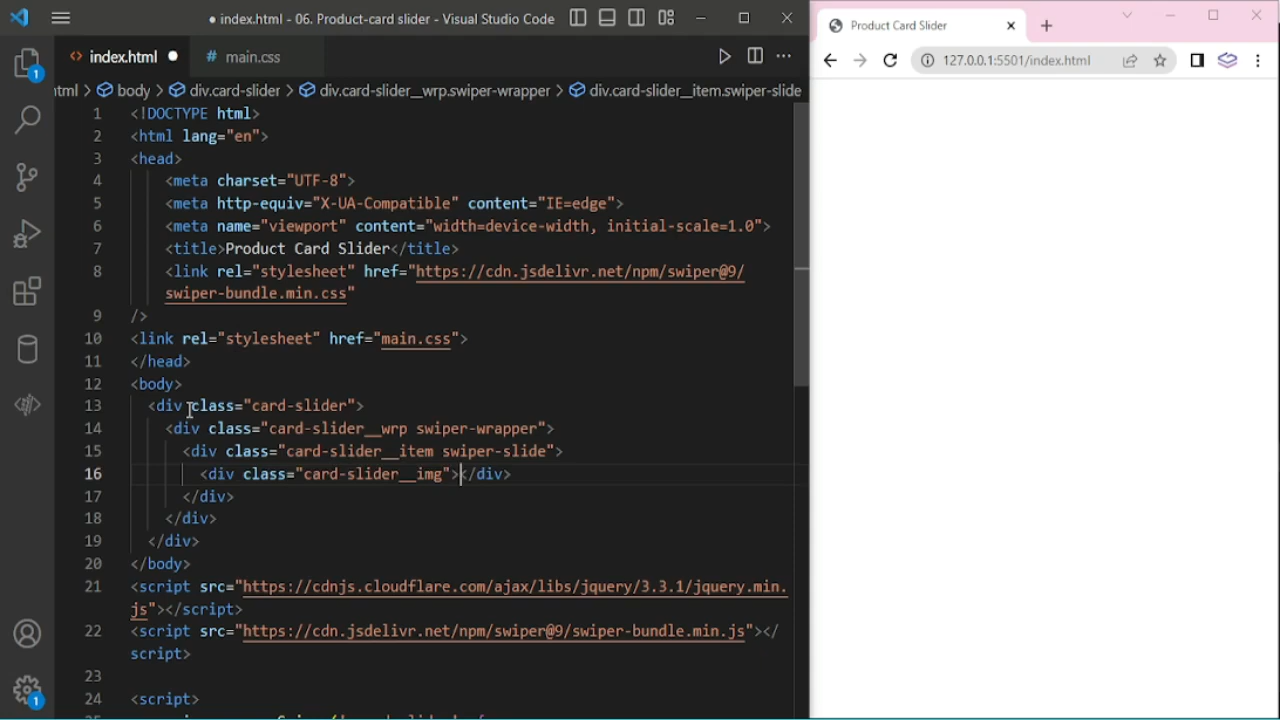 ● index.html - 06. Product-card slider - Visual Studio Code
index.html ●
# main.css
tml > body > div.card-slider > div.card-slider__wrp.swiper-wrapper > div.card-slider__item.swiper-slide
1 <!DOCTYPE html>
2 <html lang="en">
3 <head>
4 <meta charset="UTF-8">
5 <meta http-equiv="X-UA-Compatible" content="IE=edge">
6 <meta name="viewport" content="width=device-width, initial-scale=1.0">
7 <title>Product Card Slider</title>
8 <link rel="stylesheet" href="https://cdn.jsdelivr.net/npm/swiper@9/
swiper-bundle.min.css"
9 />
10 <link rel="stylesheet" href="main.css">
11 </head>
12 <body>
13 <div class="card-slider">
14 <div class="card-slider__wrp swiper-wrapper">
15 <div class="card-slider__item swiper-slide">
16 <div class="card-slider__img"></div>
17 </div>
18 </div>
19 </div>
20 </body>
21 <script src="https://cdnjs.cloudflare.com/ajax/libs/jquery/3.3.1/jquery.min.
js"></script>
22 <script src="https://cdn.jsdelivr.net/npm/swiper@9/swiper-bundle.min.js"></
script>
23
24 <script>
1
1
Product Card Slider
127.0.0.1:5501/index.html